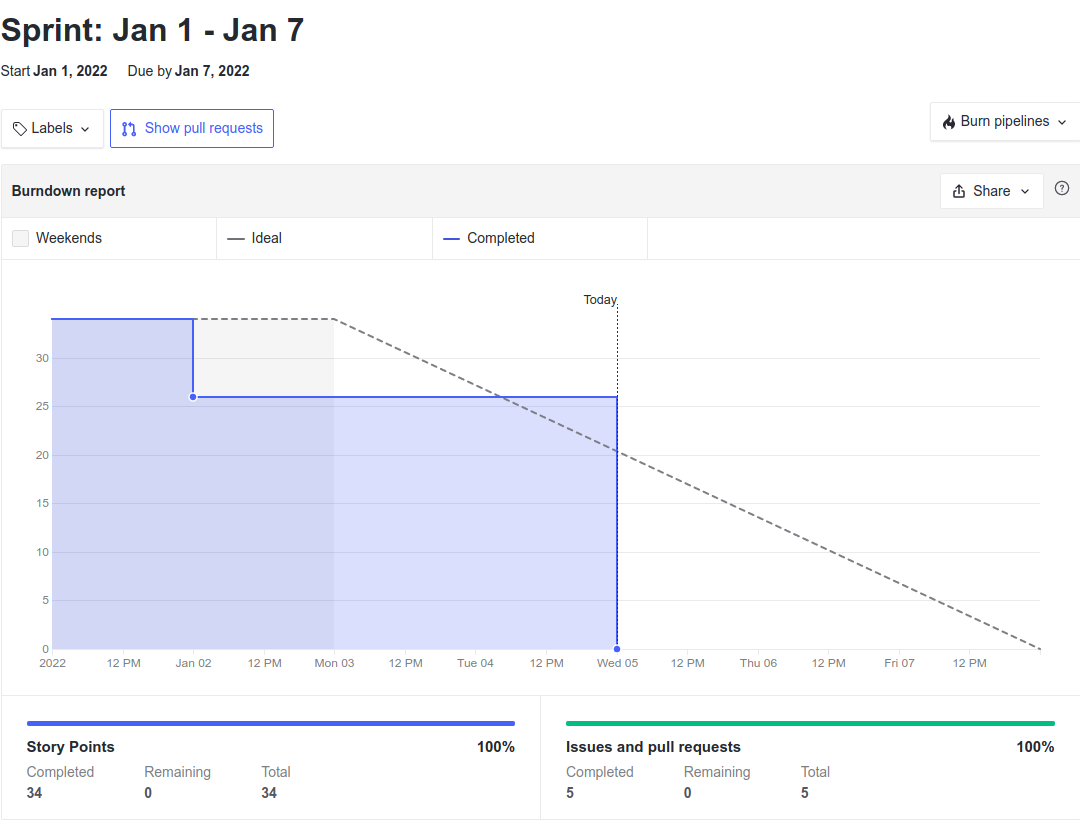 Sprint: Jan 1 - Jan 7
Start Jan 1, 2022 Due by Jan 7, 2022
Labels Show pull requests Burn pipelines
Burndown report Share ?
Weekends Ideal Completed
Today
30
25
20
15
10
5
0
2022 12 PM Jan 02 12 PM Mon 03 12 PM Tue 04 12 PM Wed 05 12 PM Thu 06 12 PM Fri 07 12 PM
Story Points 100%
Completed Remaining Total
34 0 34
Issues and pull requests 100%
Completed Remaining Total
5 0 5